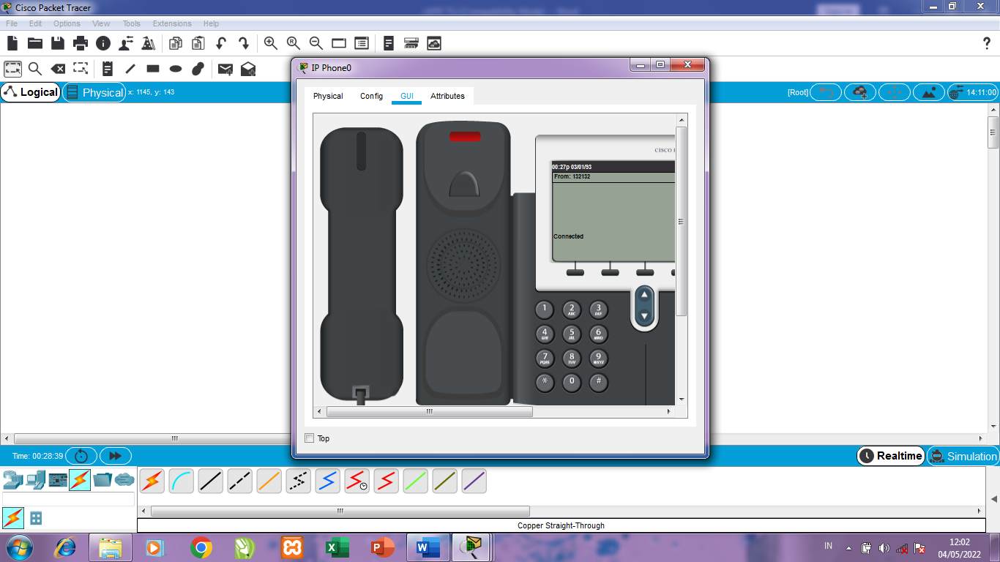 Cisco Packet Tracer
File Edit Options View Tools Extensions Help
IP Phone0
Logical
Physical
x: 1145, y: 143
[Root]
14:11:00
Physical Config GUI Attributes
CISCO
00:27p 03/01/93
From: 132132
Connected
1 2 ABC 3 DEF
4 GHI 5 JKL 6 MNO
7 PQRS 8 TUV 9 WXYZ
* 0 #
Top
Time: 00:28:39
Realtime
Simulation
Copper Straight-Through
IN
12:02
04/05/2022